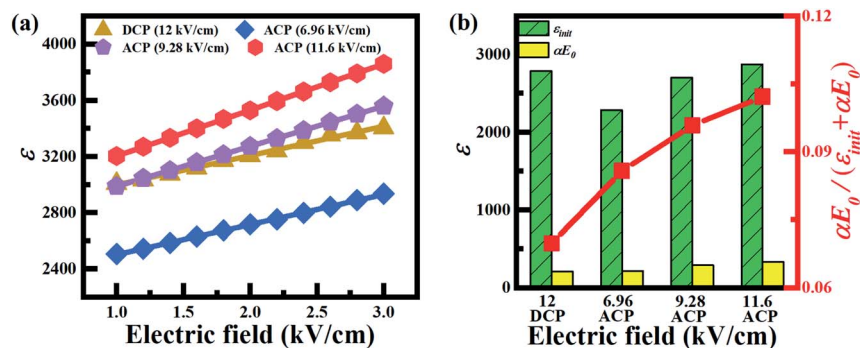 (a)
DCP (12 kV/cm)
ACP (6.96 kV/cm)
ACP (9.28 kV/cm)
ACP (11.6 kV/cm)
4000
3600
3200
2800
2400
ε
1.0 1.5 2.0 2.5 3.0
Electric field (kV/cm)
(b)
ε_init
αE_0
3000
2000
1000
0
ε
0.12
0.09
0.06
αE_0 / (ε_init+αE_0)
12 6.96 9.28 11.6
DCP ACP ACP ACP
Electric field (kV/cm)